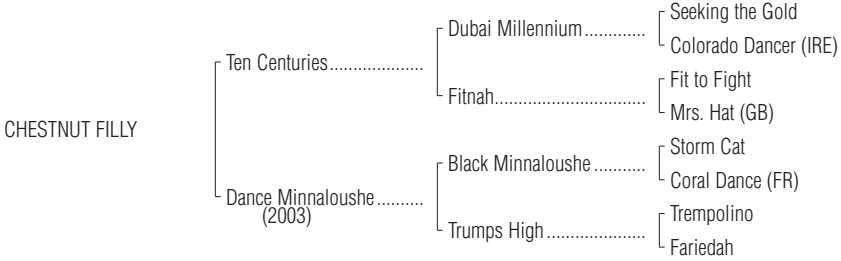 Seeking the Gold
Dubai Millennium.............
Colorado Dancer (IRE)
Ten Centuries....................
Fit to Fight
Fitnah................................
Mrs. Hat (GB)
CHESTNUT FILLY
Storm Cat
Black Minnaloushe...........
Coral Dance (FR)
Dance Minnaloushe..........
(2003)
Trempolino
Trumps High.....................
Fariedah